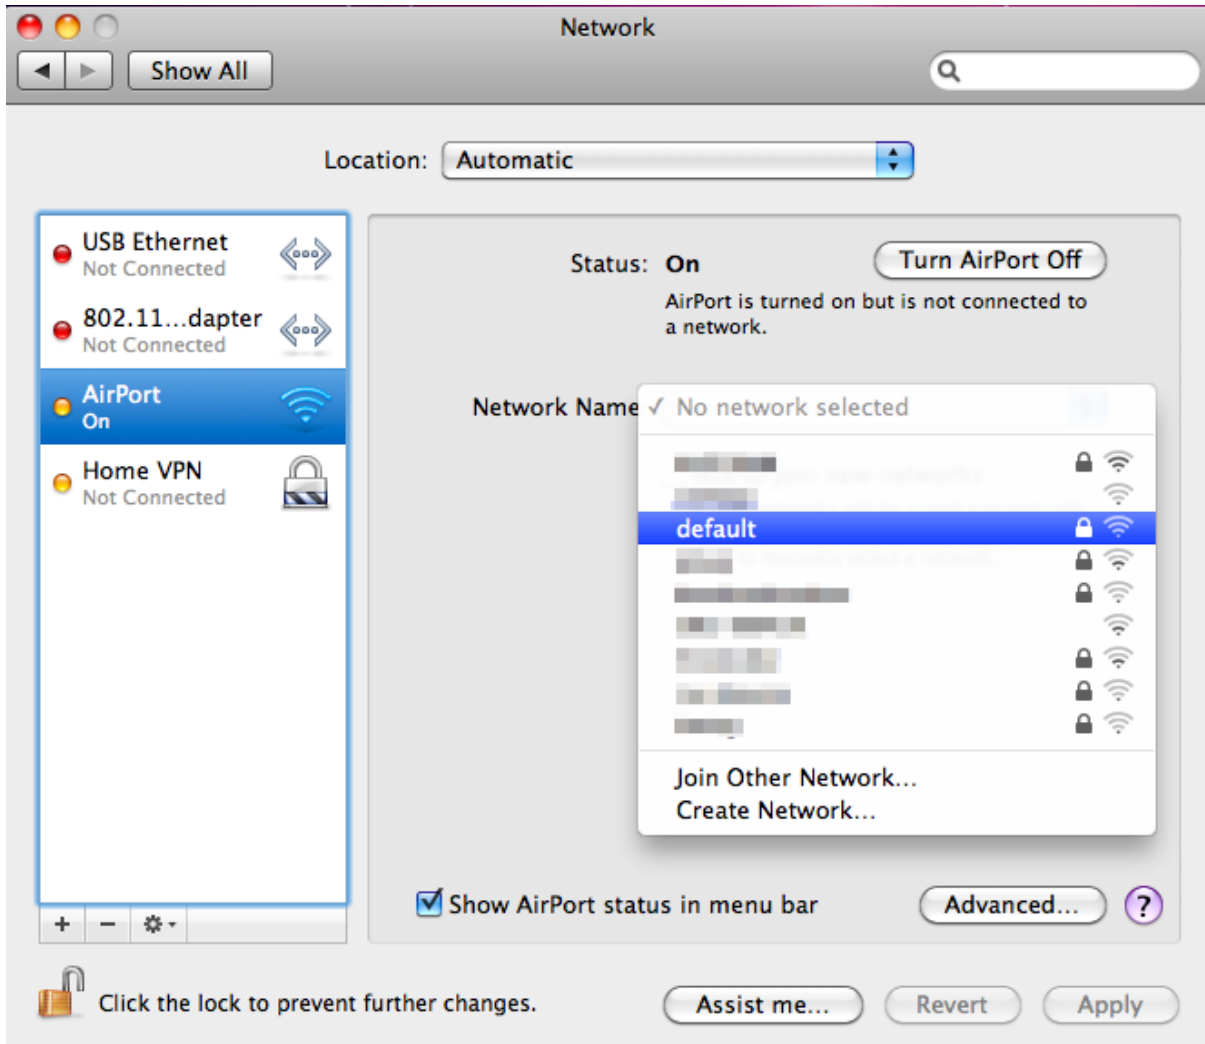 Network
Show All
Location: Automatic
USB Ethernet
Not Connected
802.11...dapter
Not Connected
AirPort
On
Home VPN
Not Connected
Status: On
Turn AirPort Off
AirPort is turned on but is not connected to
a network.
Network Name
✓ No network selected
default
Join Other Network...
Create Network...
Show AirPort status in menu bar
Advanced...
?
Click the lock to prevent further changes.
Assist me...
Revert
Apply